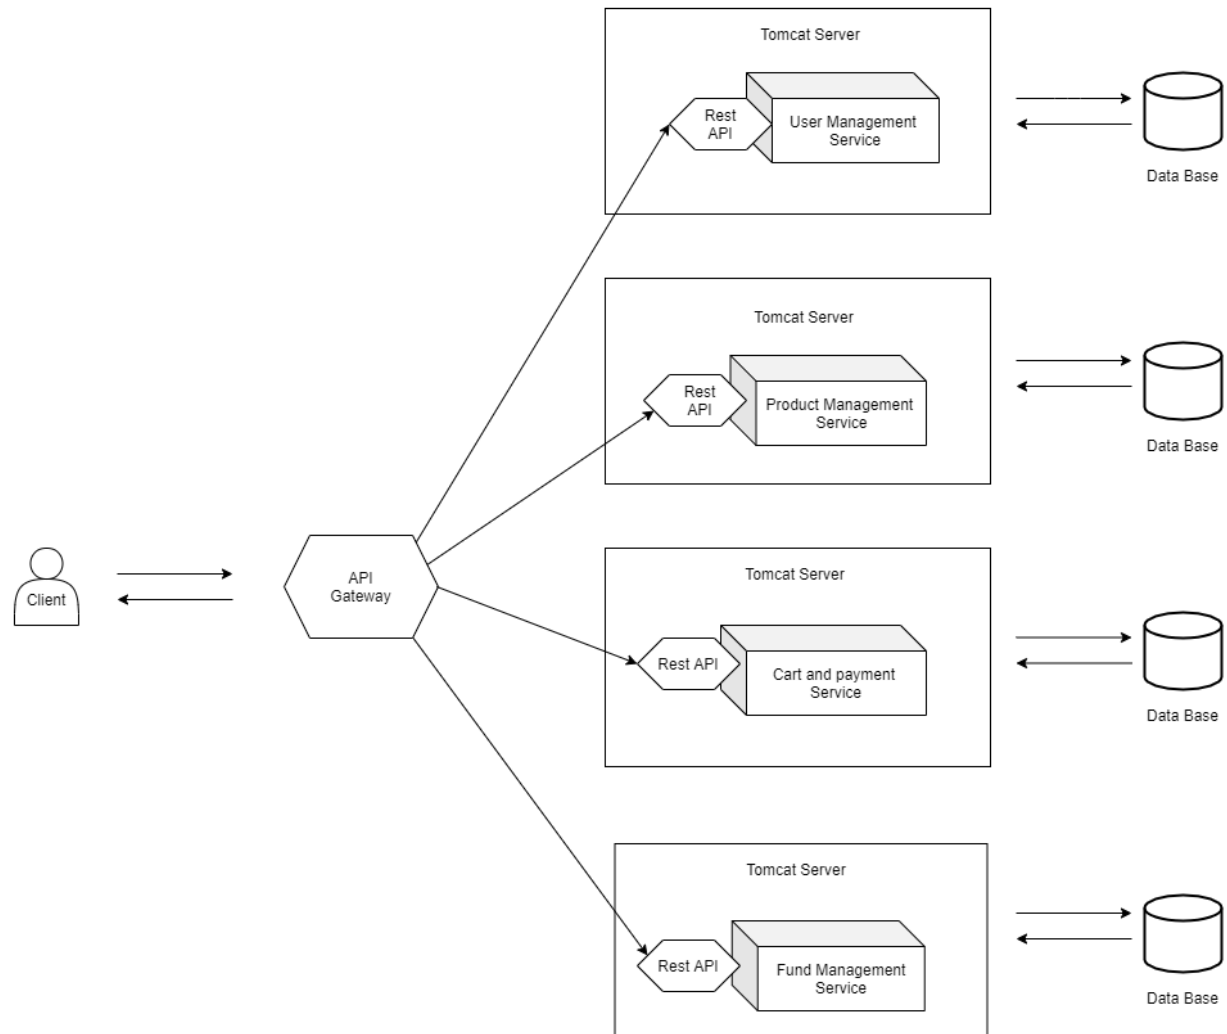 Tomcat Server
Rest
API
User Management
Service
Data Base
Tomcat Server
Rest
API
Product Management
Service
Data Base
Client
API
Gateway
Tomcat Server
Rest API
Cart and payment
Service
Data Base
Tomcat Server
Rest API
Fund Management
Service
Data Base